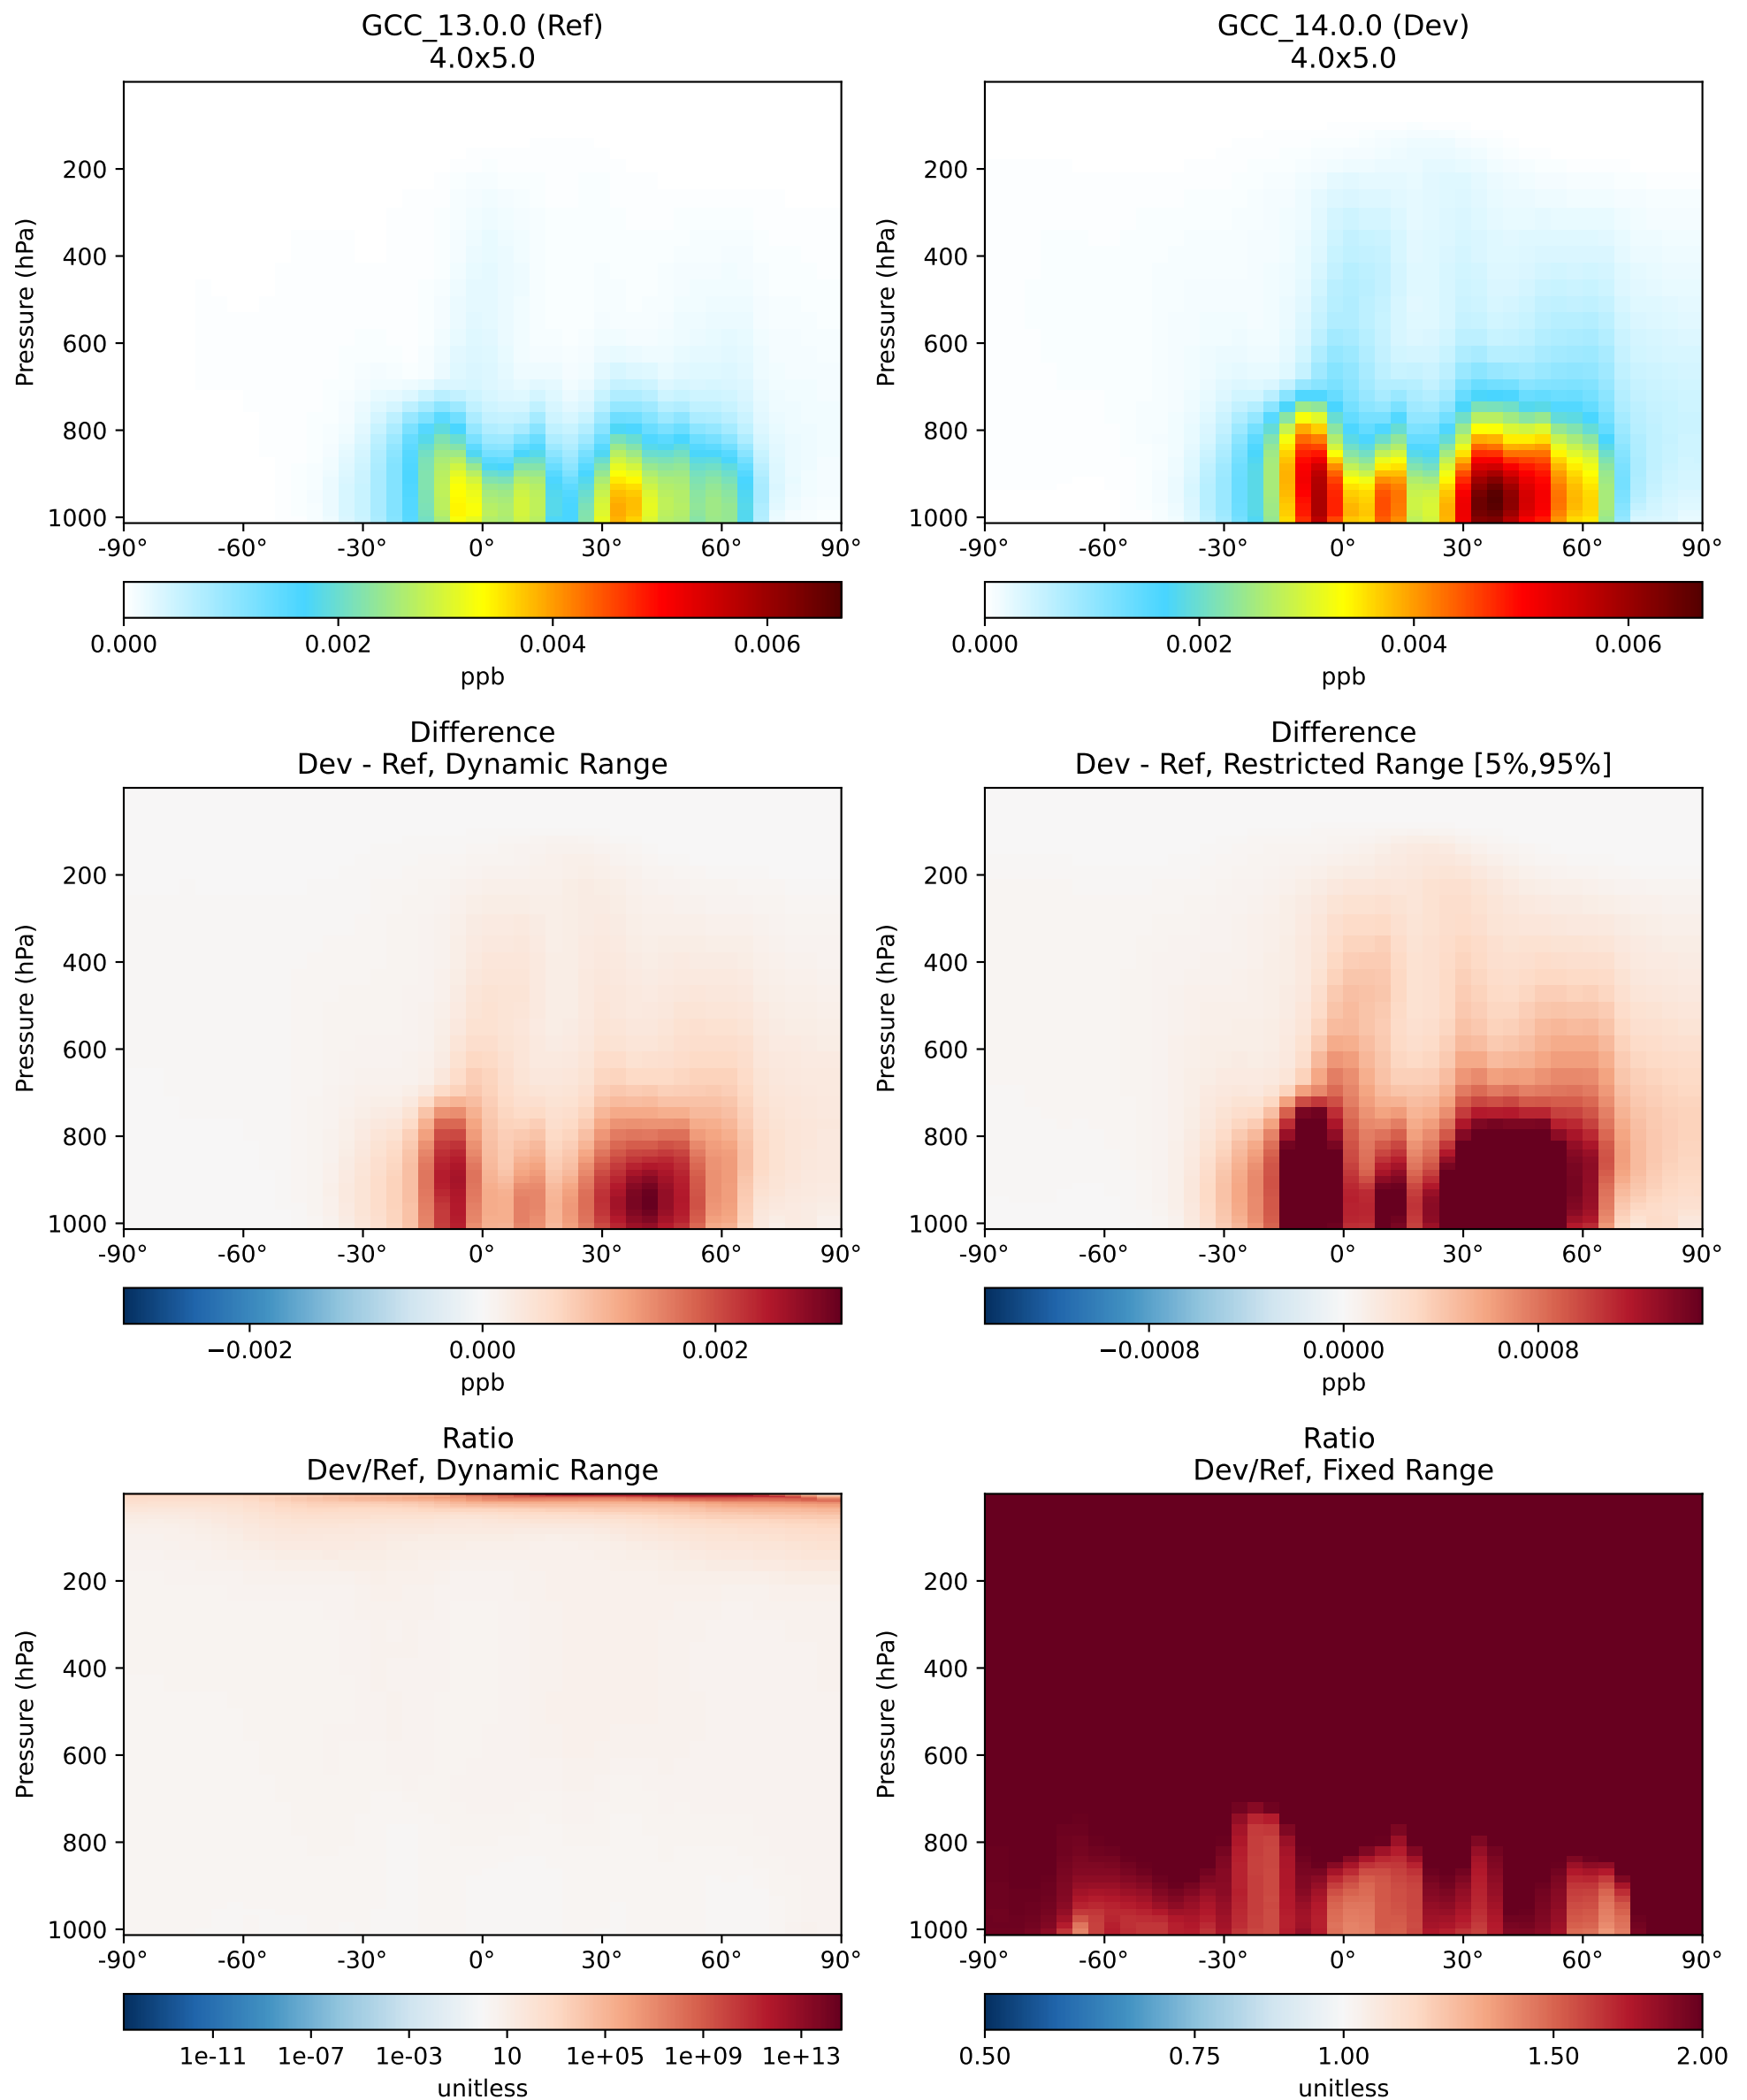 GCC_13.0.0 (Ref)
4.0x5.0
Pressure (hPa)
200
400
600
800
1000
-90° -60° -30° 0° 30° 60° 90°
0.000 0.002 0.004 0.006
ppb
GCC_14.0.0 (Dev)
4.0x5.0
Pressure (hPa)
200
400
600
800
1000
-90° -60° -30° 0° 30° 60° 90°
0.000 0.002 0.004 0.006
ppb
Difference
Dev - Ref, Dynamic Range
Pressure (hPa)
200
400
600
800
1000
-90° -60° -30° 0° 30° 60° 90°
−0.002 0.000 0.002
ppb
Difference
Dev - Ref, Restricted Range [5%,95%]
Pressure (hPa)
200
400
600
800
1000
-90° -60° -30° 0° 30° 60° 90°
−0.0008 0.0000 0.0008
ppb
Ratio
Dev/Ref, Dynamic Range
Pressure (hPa)
200
400
600
800
1000
-90° -60° -30° 0° 30° 60° 90°
1e-11 1e-07 1e-03 10 1e+05 1e+09 1e+13
unitless
Ratio
Dev/Ref, Fixed Range
Pressure (hPa)
200
400
600
800
1000
-90° -60° -30° 0° 30° 60° 90°
0.50 0.75 1.00 1.50 2.00
unitless